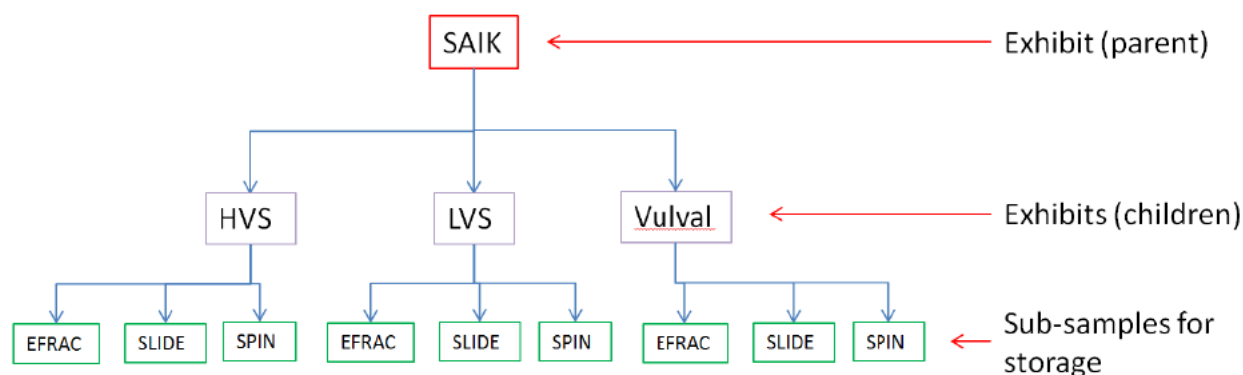 SAIK
Exhibit (parent)
HVS
LVS
Vulval
Exhibits (children)
EFRAC
SLIDE
SPIN
EFRAC
SLIDE
SPIN
EFRAC
SLIDE
SPIN
Sub-samples for
storage